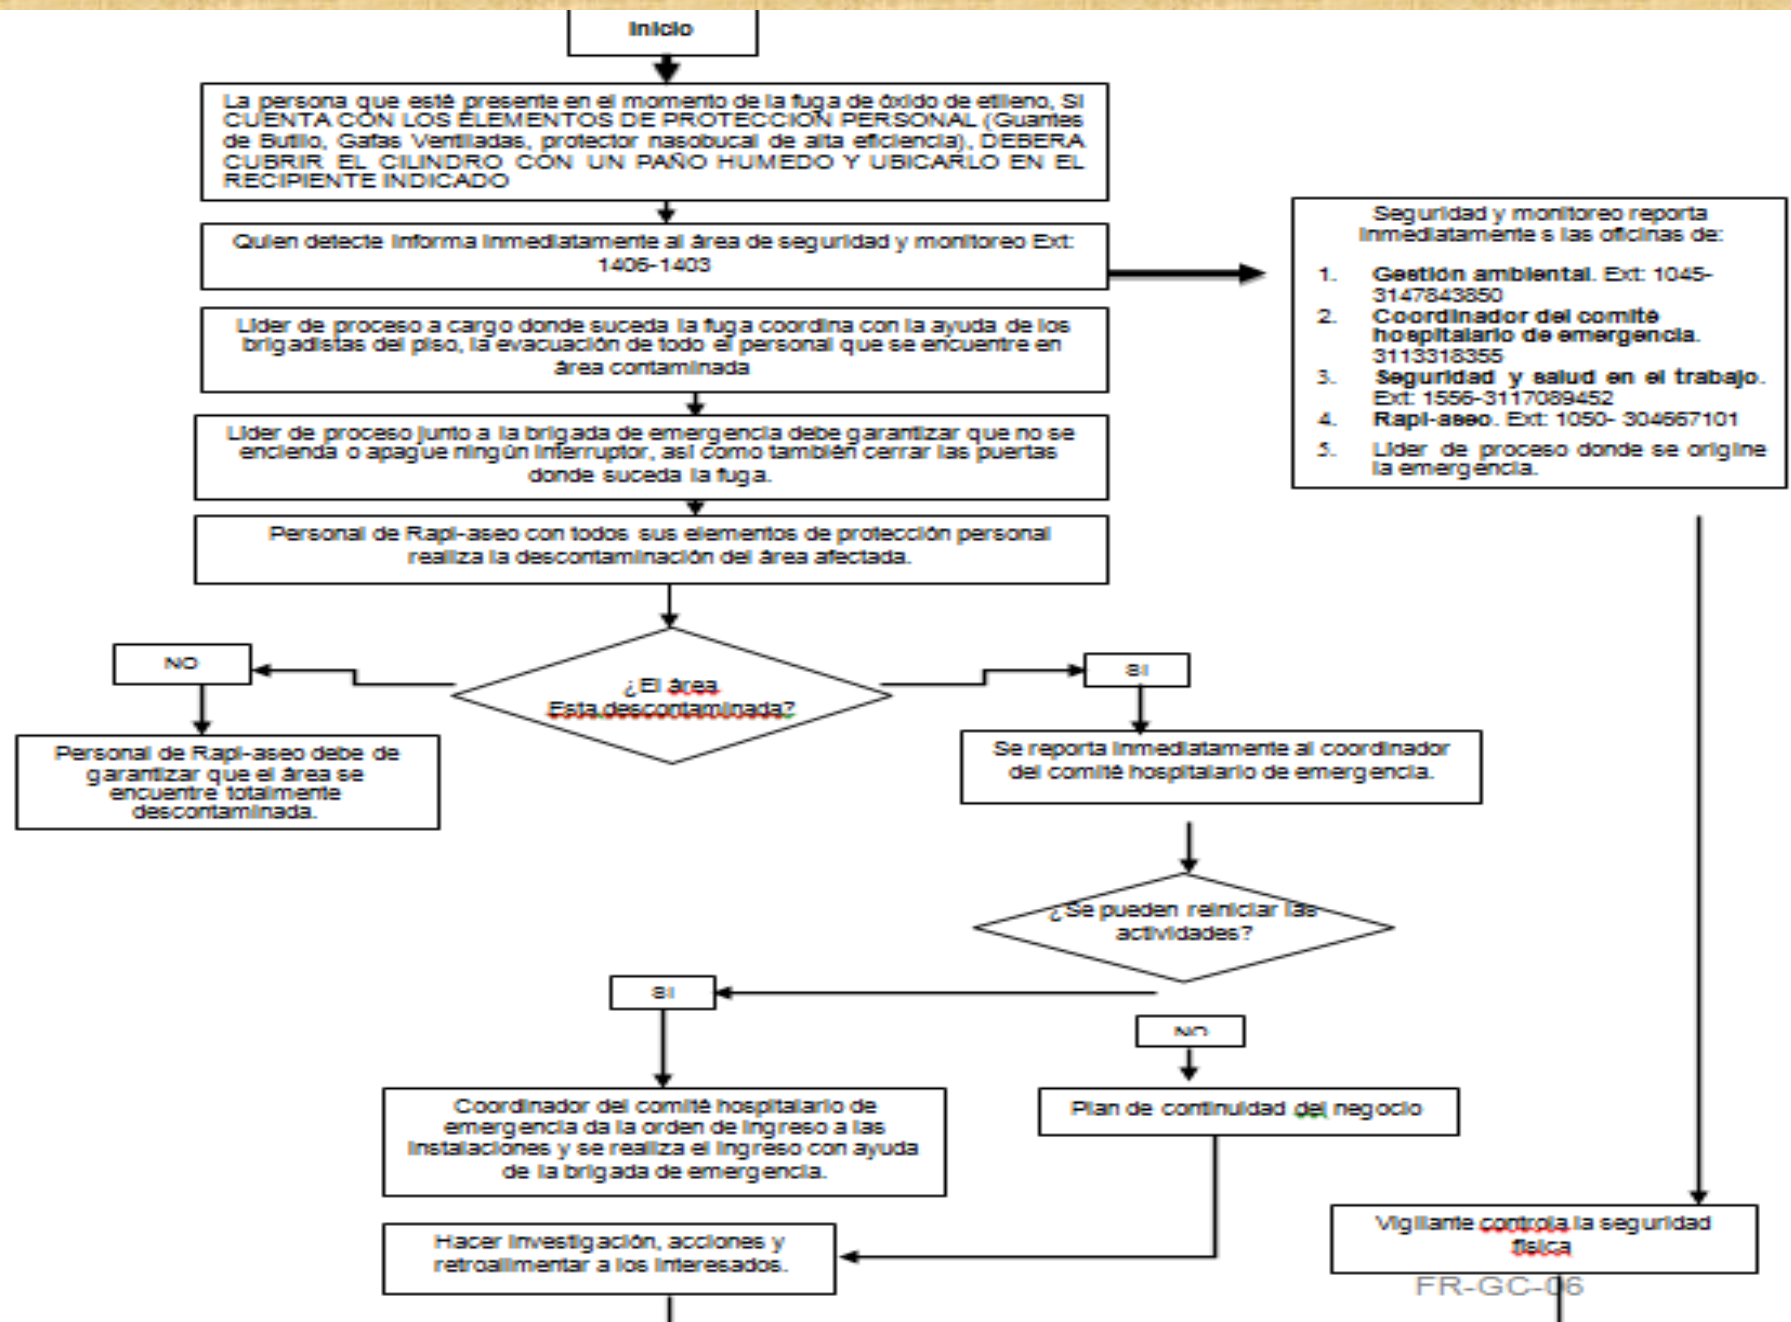 Inicio
La persona que esté presente en el momento de la fuga de óxido de etileno, SI
CUENTA CON LOS ELEMENTOS DE PROTECCION PERSONAL (Guantes
de Butilo, Gafas Ventiladas, protector nasobucal de alta eficiencia), DEBERA
CUBRIR EL CILINDRO CON UN PAÑO HUMEDO Y UBICARLO EN EL
RECIPIENTE INDICADO
Quien detecte informa inmediatamente al área de seguridad y monitoreo Ext:
1406-1403
Seguridad y monitoreo reporta
inmediatamente s las oficinas de:
1. Gestión ambiental. Ext: 1045-
3147843850
2. Coordinador del comité
hospitalario de emergencia.
3113318355
3. Seguridad y salud en el trabajo.
Ext: 1556-3117089452
4. Rapi-aseo. Ext: 1050- 304667101
5. Lider de proceso donde se origine
la emergencia.
Lider de proceso a cargo donde suceda la fuga coordina con la ayuda de los
brigadistas del piso, la evacuación de todo el personal que se encuentre en
área contaminada
Lider de proceso junto a la brigada de emergencia debe garantizar que no se
encienda o apague ningún interruptor, así como también cerrar las puertas
donde suceda la fuga.
Personal de Rapi-aseo con todos sus elementos de protección personal
realiza la descontaminación del área afectada.
NO
¿El área
Esta descontaminada?
SI
Personal de Rapi-aseo debe de
garantizar que el área se
encuentre totalmente
descontaminada.
Se reporta inmediatamente al coordinador
del comité hospitalario de emergencia.
¿Se pueden reiniciar las
actividades?
SI
NO
Coordinador del comité hospitalario de
emergencia da la orden de ingreso a las
instalaciones y se realiza el ingreso con ayuda
de la brigada de emergencia.
Plan de continuidad del negocio
Hacer investigación, acciones y
retroalimentar a los interesados.
Vigilante controla la seguridad
fisica
FR-GC-06